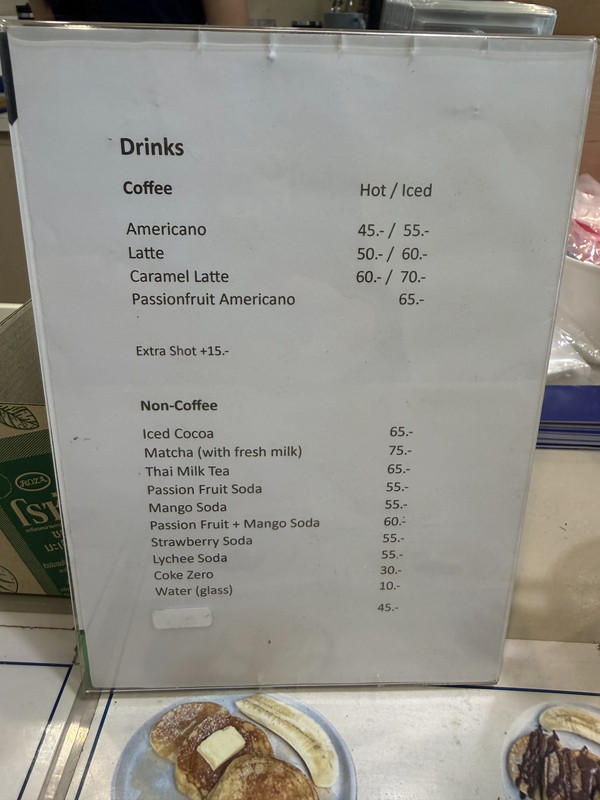 Drinks
Coffee Hot / Iced
Americano 45.- / 55.-
Latte 50.- / 60.-
Caramel Latte 60.- / 70.-
Passionfruit Americano 65.-
Extra Shot +15.-
Non-Coffee
Iced Cocoa 65.-
Matcha (with fresh milk) 75.-
Thai Milk Tea 65.-
Passion Fruit Soda 55.-
Mango Soda 55.-
Passion Fruit + Mango Soda 60.-
Strawberry Soda 55.-
Lychee Soda 55.-
Coke Zero 30.-
Water (glass) 10.-
45.-
ROZA